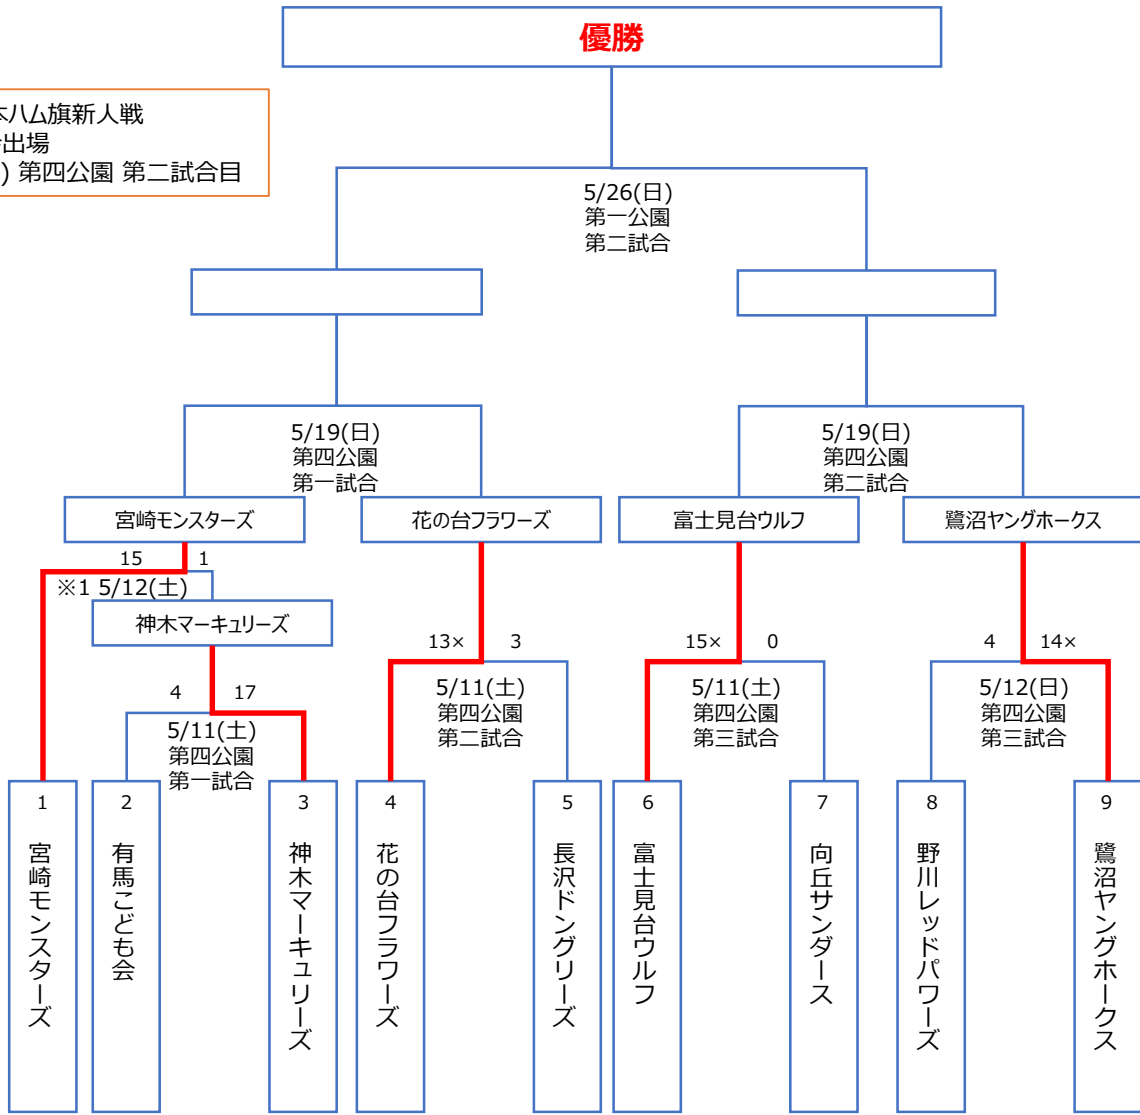 優勝
本ハム旗新人戦
出場
) 第四公園 第二試合目
5/26(日)
第一公園
第二試合
5/19(日)
第四公園
第一試合
5/19(日)
第四公園
第二試合
宮崎モンスターズ
花の台フラワーズ
富士見台ウルフ
鷺沼ヤングホークス
15 1
※1 5/12(土)
神木マーキュリーズ
13× 3
15× 0
4 14×
5/11(土)
第四公園
第二試合
5/11(土)
第四公園
第三試合
5/12(日)
第四公園
第三試合
4 17
5/11(土)
第四公園
第一試合
1
宮崎モンスターズ
2
有馬こども会
3
神木マーキュリーズ
4
花の台フラワーズ
5
長沢ドングリーズ
6
富士見台ウルフ
7
向丘サンダース
8
野川レッドパワーズ
9
鷺沼ヤングホークス